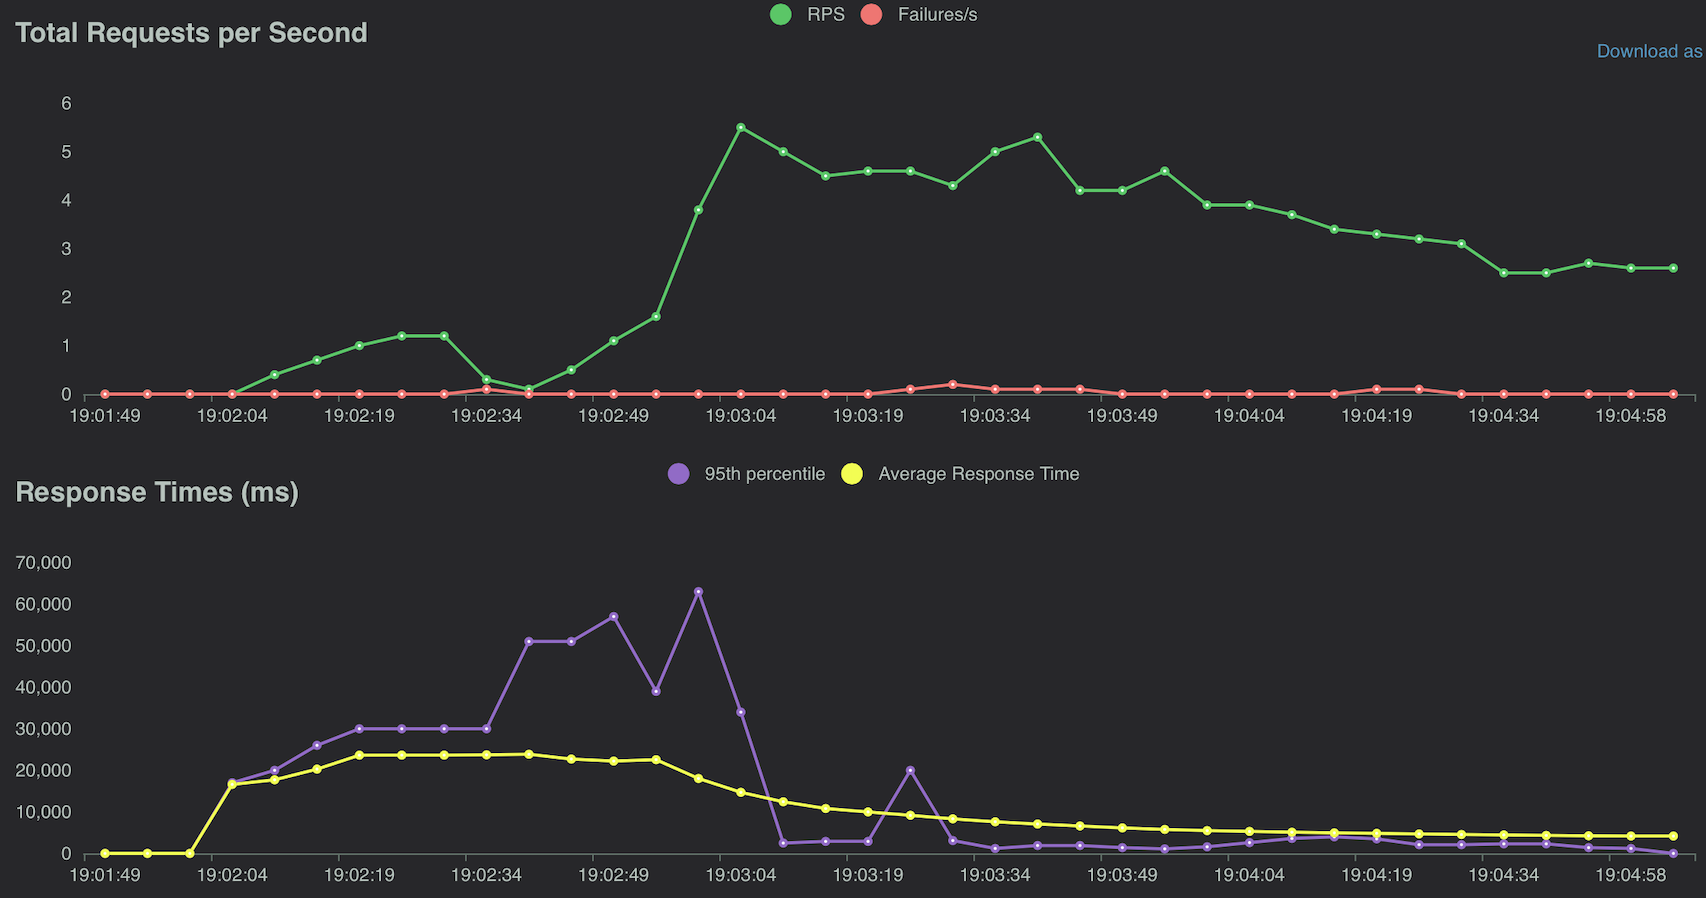 RPS Failures/s
Total Requests per Second
Download as
6
5
4
3
2
1
0
19:01:49 19:02:04 19:02:19 19:02:34 19:02:49 19:03:04 19:03:19 19:03:34 19:03:49 19:04:04 19:04:19 19:04:34 19:04:58
95th percentile Average Response Time
Response Times (ms)
70,000
60,000
50,000
40,000
30,000
20,000
10,000
0
19:01:49 19:02:04 19:02:19 19:02:34 19:02:49 19:03:04 19:03:19 19:03:34 19:03:49 19:04:04 19:04:19 19:04:34 19:04:58